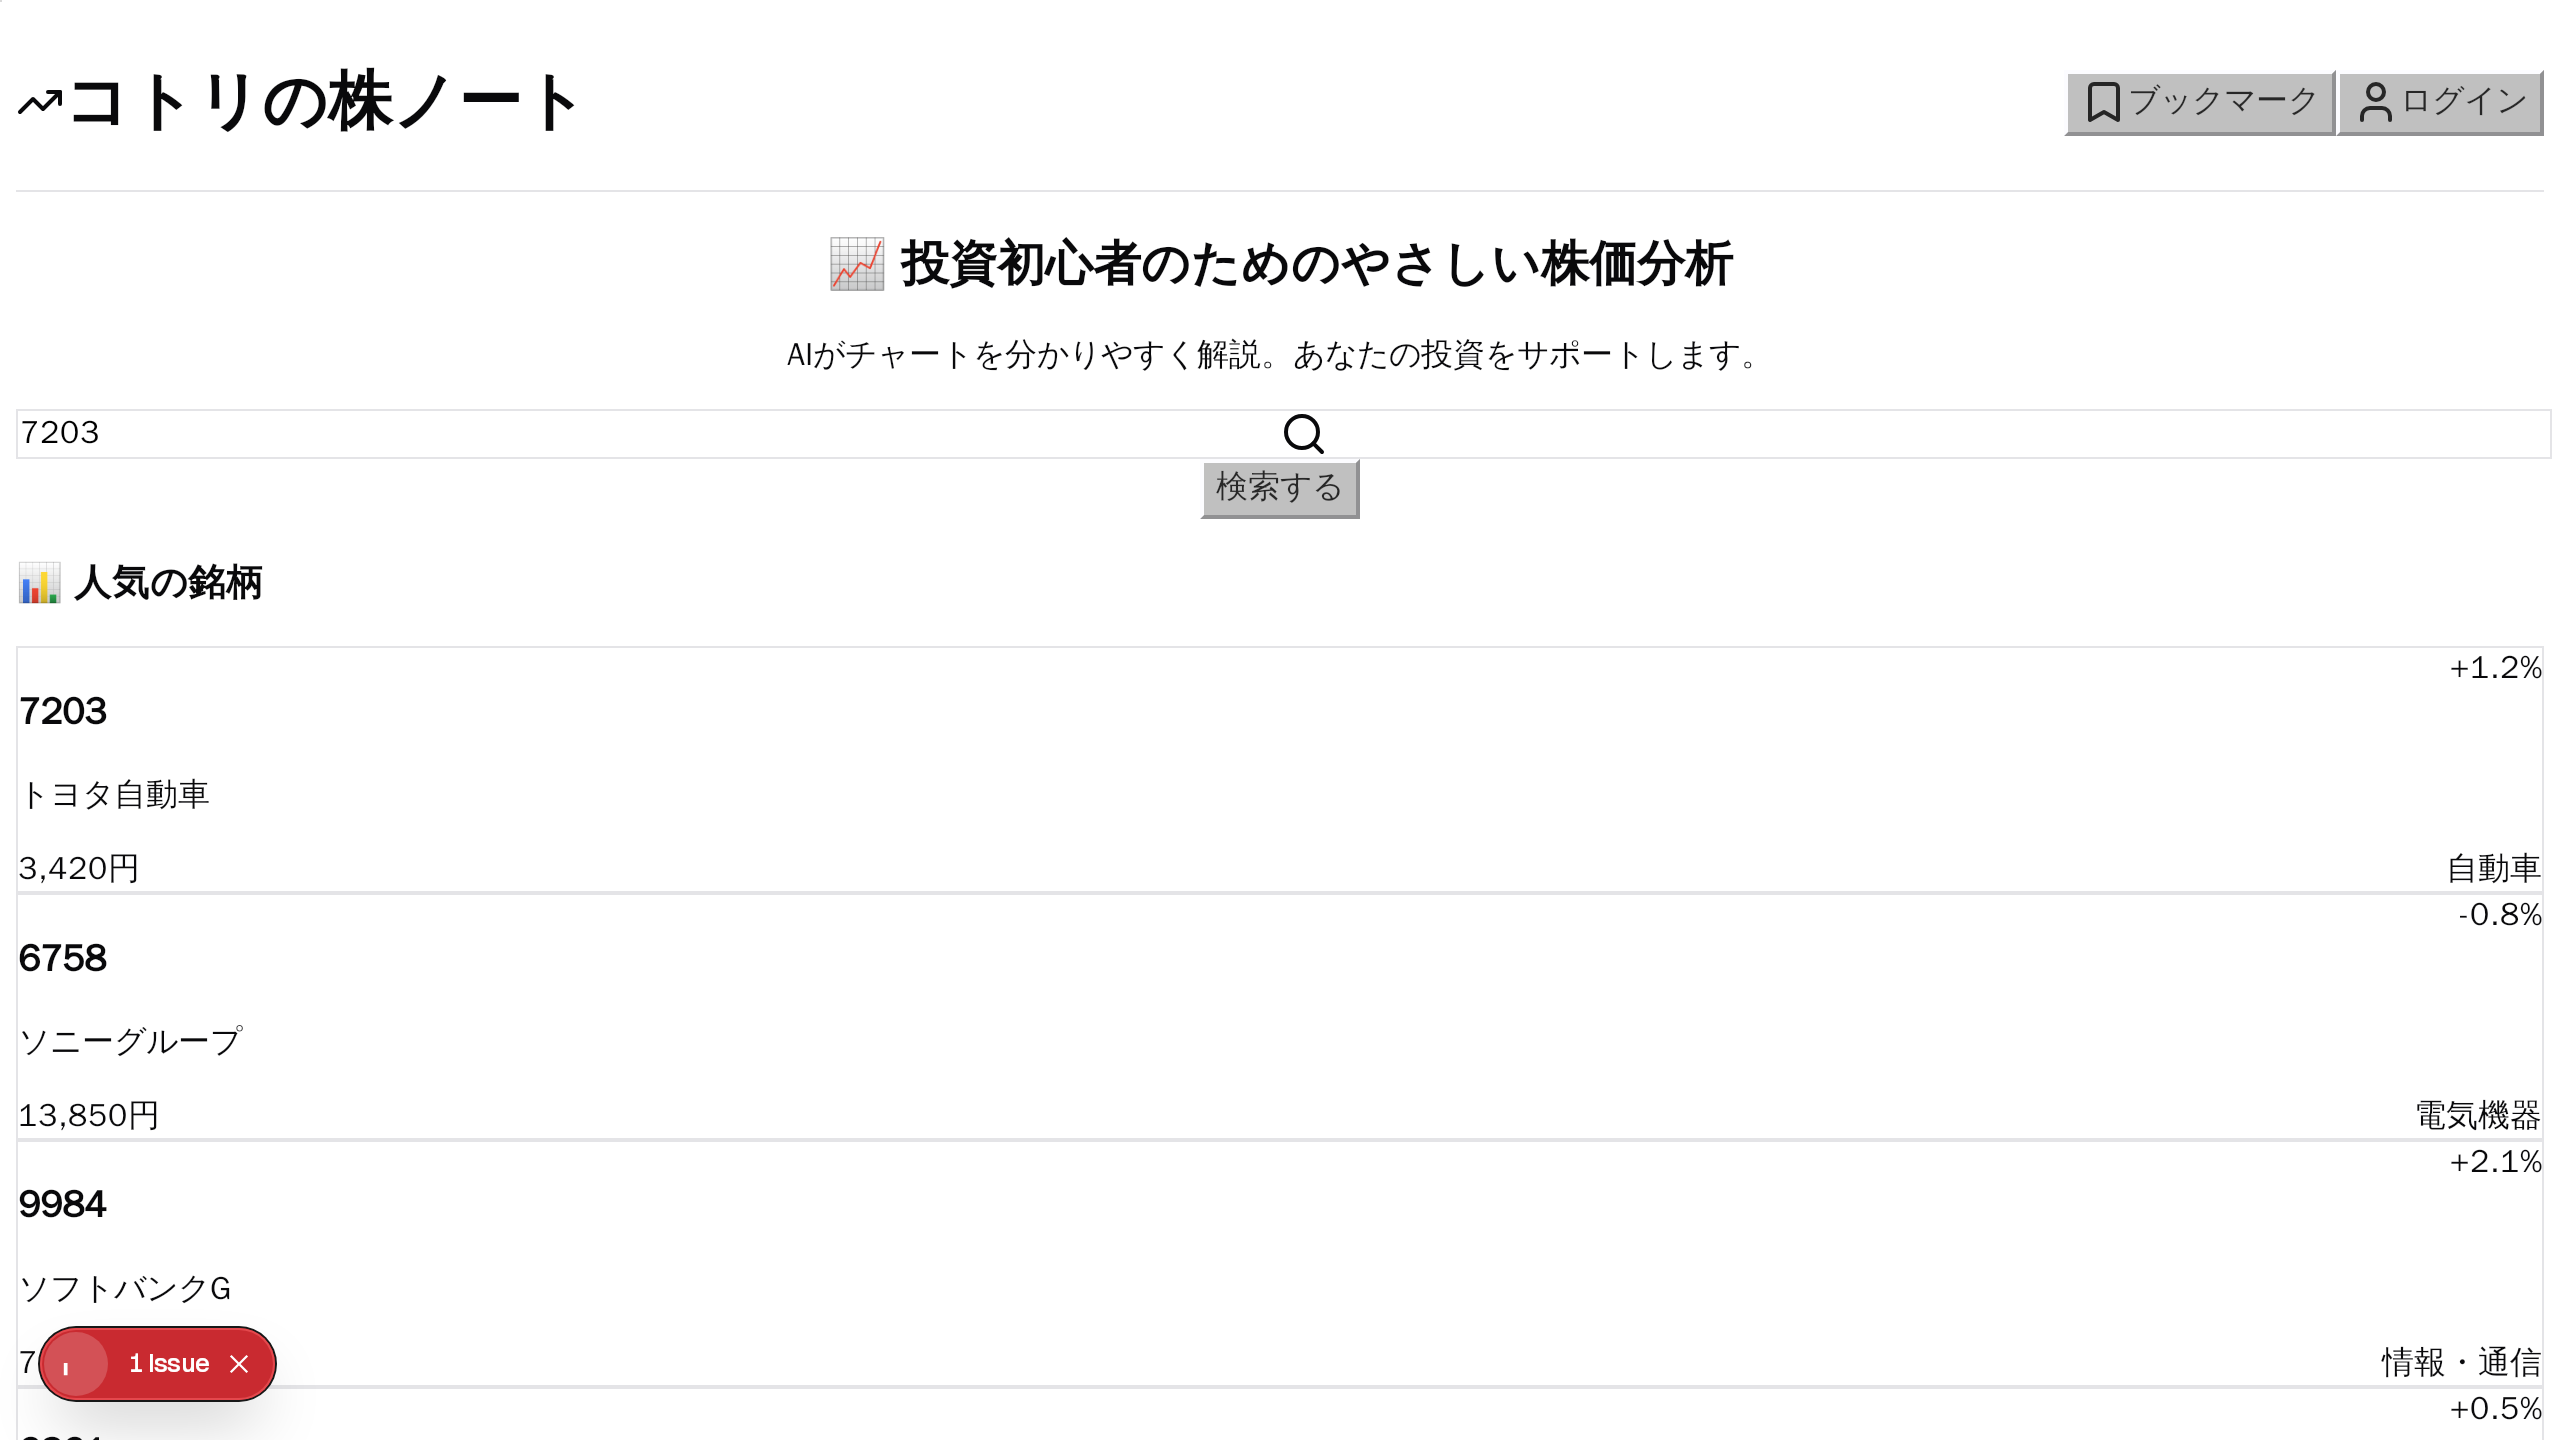 コトリの株ノート
ブックマーク
ログイン
📈 投資初心者のためのやさしい株価分析
AIがチャートを分かりやすく解説。あなたの投資をサポートします。
7203
検索する
📊 人気の銘柄
+1.2%
7203
トヨタ自動車
3,420円
自動車
-0.8%
6758
ソニーグループ
13,850円
電気機器
+2.1%
9984
ソフトバンクG
1 Issue
情報・通信
+0.5%